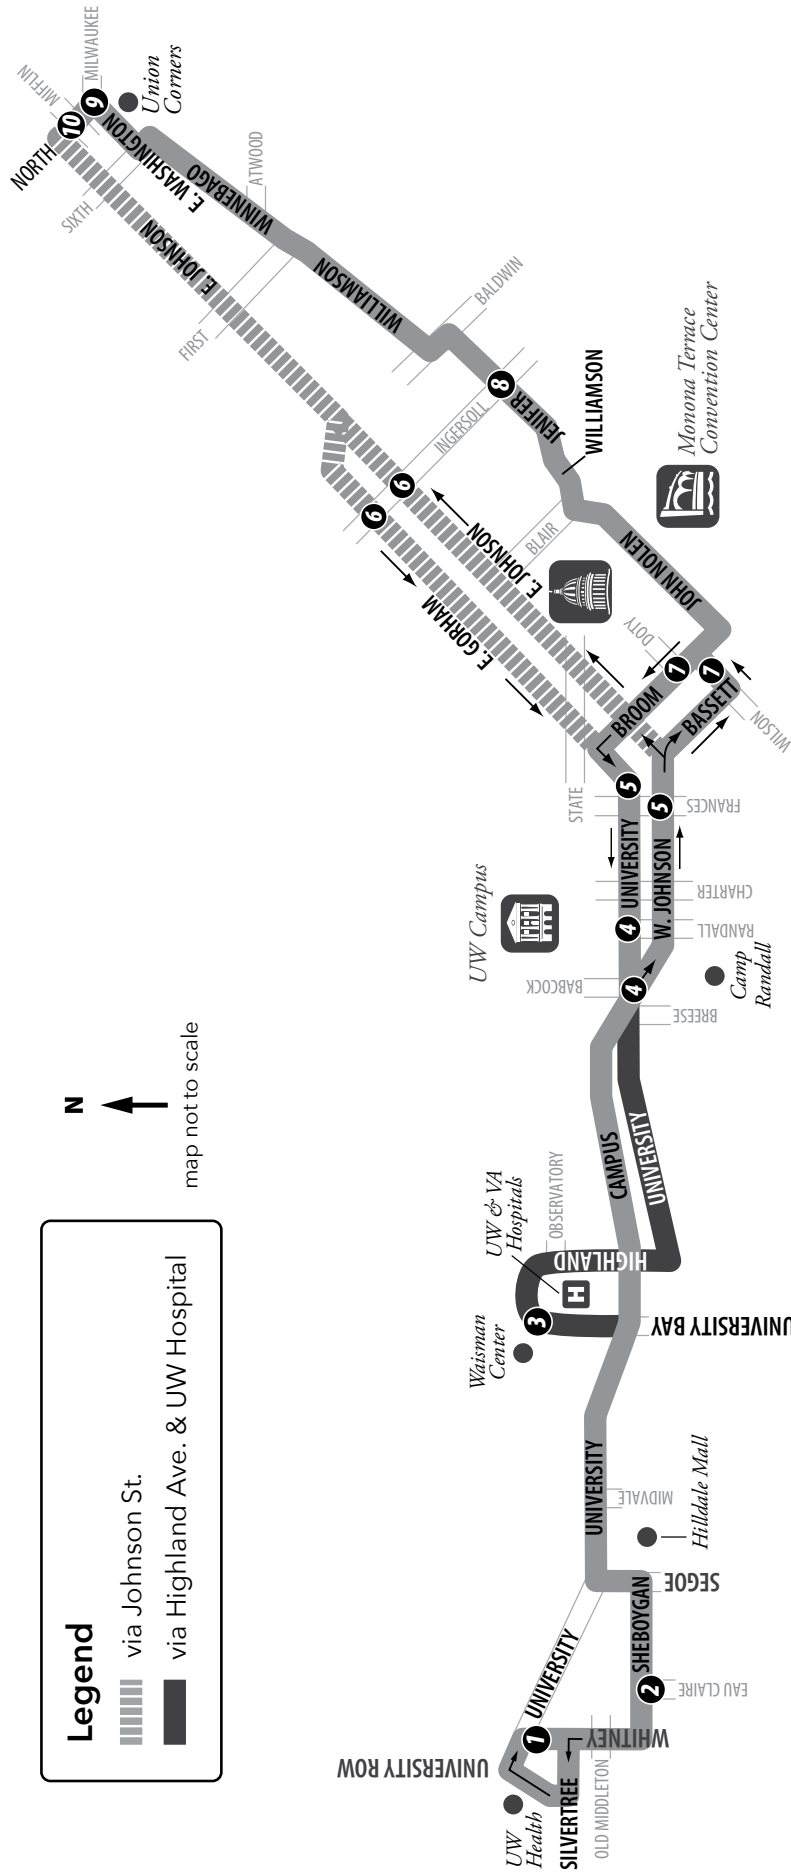 Legend
via Johnson St.
via Highland Ave. & UW Hospital
N
map not to scale
UW
Health
UNIVERSITY ROW
1
SILVERTREE
WHITNEY
OLD MIDDLETON
UNIVERSITY
2
EAU CLAIRE
SHEBOYGAN
SEGOE
Hilldale Mall
MIDVALE
UNIVERSITY
Waisman
Center
3
H
UNIVERSITY BAY
UW & VA
Hospitals
OBSERVATORY
HIGHLAND
CAMPUS
UNIVERSITY
BREESE
BABCOCK
4
4
Camp
Randall
UW Campus
RANDALL
CHARTER
UNIVERSITY
W. JOHNSON
5
5
FRANCES
STATE
BROOM
BASSETT
WILSON
7
7
DOTY
JOHN NOLEN
Monona Terrace
Convention Center
E. GORHAM
E. JOHNSON
BLAIR
WILLIAMSON
6
6
INGERSOLL
JENIFER
8
BALDWIN
WILLIAMSON
FIRST
E. JOHNSON
WINNEBAGO
ATWOOD
SIXTH
E. WASHINGTON
NORTH
10
9
MIFFLIN
MILWAUKEE
Union
Corners